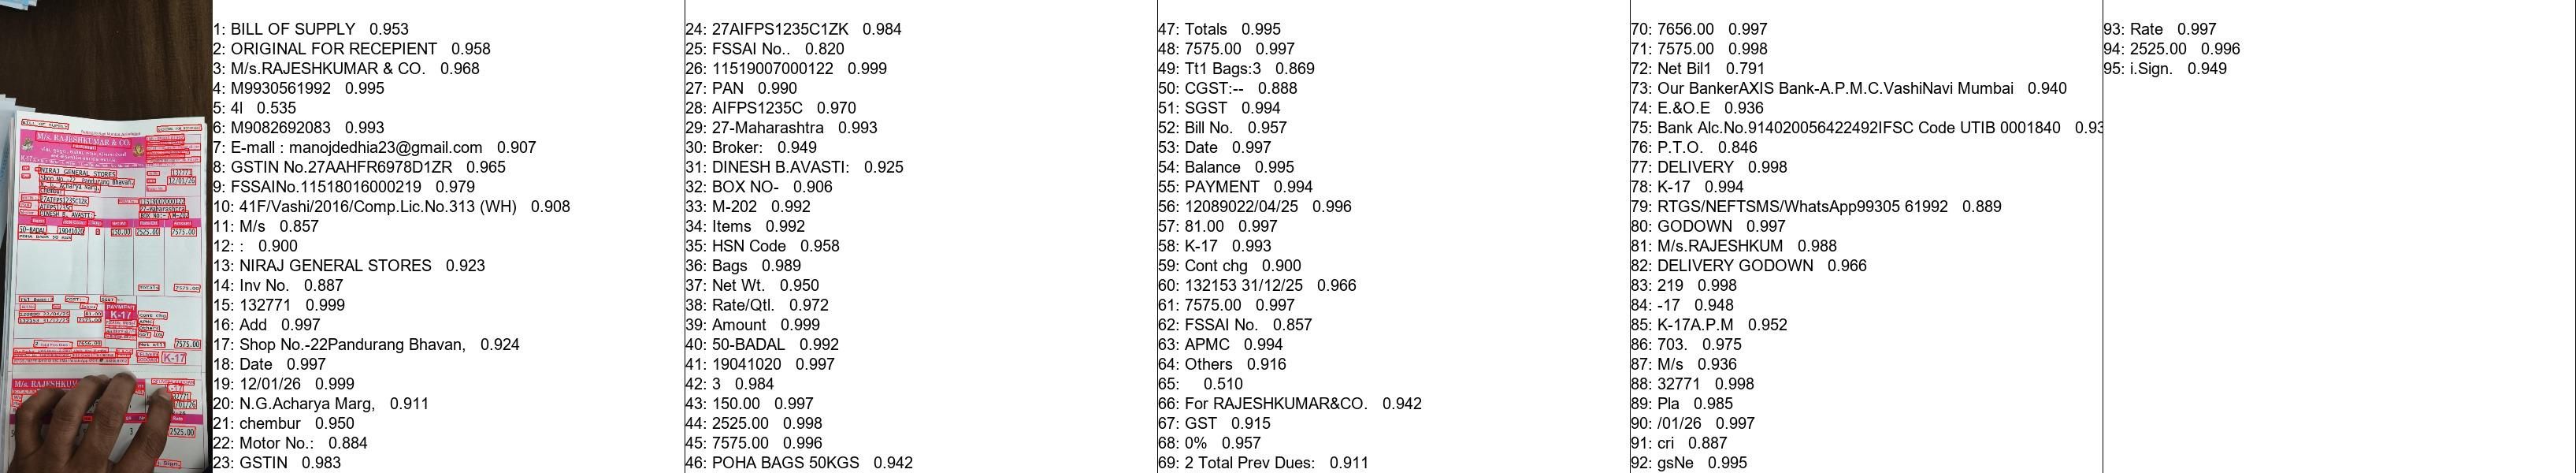 1: BILL OF SUPPLY 0.953
2: ORIGINAL FOR RECEPIENT 0.958
3: M/s.RAJESHKUMAR & CO. 0.968
4: M9930561992 0.995
5: 4l 0.535
6: M9082692083 0.993
7: E-mall : manojdedhia23@gmail.com 0.907
8: GSTIN No.27AAHFR6978D1ZR 0.965
9: FSSAINo.11518016000219 0.979
10: 41F/Vashi/2016/Comp.Lic.No.313 (WH) 0.908
11: M/s 0.857
12: : 0.900
13: NIRAJ GENERAL STORES 0.923
14: Inv No. 0.887
15: 132771 0.999
16: Add 0.997
17: Shop No.-22Pandurang Bhavan, 0.924
18: Date 0.997
19: 12/01/26 0.999
20: N.G.Acharya Marg, 0.911
21: chembur 0.950
22: Motor No.: 0.884
23: GSTIN 0.983
24: 27AIFPS1235C1ZK 0.984
25: FSSAI No.. 0.820
26: 11519007000122 0.999
27: PAN 0.990
28: AIFPS1235C 0.970
29: 27-Maharashtra 0.993
30: Broker: 0.949
31: DINESH B.AVASTI: 0.925
32: BOX NO- 0.906
33: M-202 0.992
34: Items 0.992
35: HSN Code 0.958
36: Bags 0.989
37: Net Wt. 0.950
38: Rate/Qtl. 0.972
39: Amount 0.999
40: 50-BADAL 0.992
41: 19041020 0.997
42: 3 0.984
43: 150.00 0.997
44: 2525.00 0.998
45: 7575.00 0.996
46: POHA BAGS 50KGS 0.942
47: Totals 0.995
48: 7575.00 0.997
49: Tt1 Bags:3 0.869
50: CGST:-- 0.888
51: SGST 0.994
52: Bill No. 0.957
53: Date 0.997
54: Balance 0.995
55: PAYMENT 0.994
56: 12089022/04/25 0.996
57: 81.00 0.997
58: K-17 0.993
59: Cont chg 0.900
60: 132153 31/12/25 0.966
61: 7575.00 0.997
62: FSSAI No. 0.857
63: APMC 0.994
64: Others 0.916
65: 0.510
66: For RAJESHKUMAR&CO. 0.942
67: GST 0.915
68: 0% 0.957
69: 2 Total Prev Dues: 0.911
70: 7656.00 0.997
71: 7575.00 0.998
72: Net Bil1 0.791
73: Our BankerAXIS Bank-A.P.M.C.VashiNavi Mumbai 0.940
74: E.&O.E 0.936
75: Bank Alc.No.914020056422492IFSC Code UTIB 0001840 0.93
76: P.T.O. 0.846
77: DELIVERY 0.998
78: K-17 0.994
79: RTGS/NEFTSMS/WhatsApp99305 61992 0.889
80: GODOWN 0.997
81: M/s.RAJESHKUM 0.988
82: DELIVERY GODOWN 0.966
83: 219 0.998
84: -17 0.948
85: K-17A.P.M 0.952
86: 703. 0.975
87: M/s 0.936
88: 32771 0.998
89: Pla 0.985
90: /01/26 0.997
91: cri 0.887
92: gsNe 0.995
93: Rate 0.997
94: 2525.00 0.996
95: i.Sign. 0.949